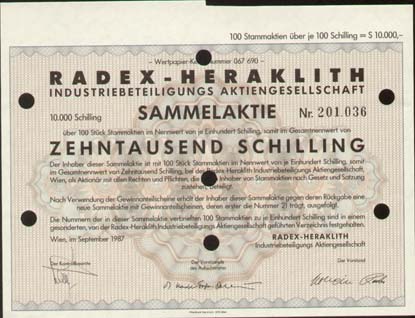 100 Stammaktien über je 100 Schilling = S 10.000,–
– Wertpapier-Ke nummer 067 690 –
RADEX-HERAKLITH
INDUSTRIEBETEILIGUNGS AKTIENGESELLSCHAFT
10.000 Schilling
SAMMELAKTIE
Nr. 201.036
über 100 Stück Stammaktien im Nennwert von je Einhundert Schilling, somit im Gesamtnennwert von
ZEHNTAUSEND SCHILLING
Der Inhaber dieser Sammelaktie ist mit 100 Stück Stammaktien im Nennwert von je Einhundert Schilling, somit
im Gesamtnennwert von Zehntausend Schilling, bei der Radex-Heraklith Industriebeteiligungs Aktiengesellschaft,
Wien, als Aktionär mit allen Rechten und Pflichten, die de Inhaber von Stammaktien nach Gesetz und Satzung
zustehen, beteiligt.
Nach Verwendung der Gewinnanteilscheine erhält der Inhaber dieser Sammelaktie gegen deren Rückgabe eine
neue Sammelaktie mit Gewinnanteilscheinen, deren erster die Nummer 21 trägt, ausgefolgt.
Die Nummern der in dieser Sammelaktie verbrieften 100 Stammaktien zu je Einhundert Schilling sind in einem
gesonderten, von der Radex-Heraklith Industriebeteiligungs Aktiengesellschaft geführten Verzeichnis festgehalten.
Wien, im September 1987
RADEX-HERAKLITH
Industriebeteiligungs Aktiengesellschaft
Der Kontrollbeamte
Der Vorsitzende
des Aufsichtsrates
Der Vorstand